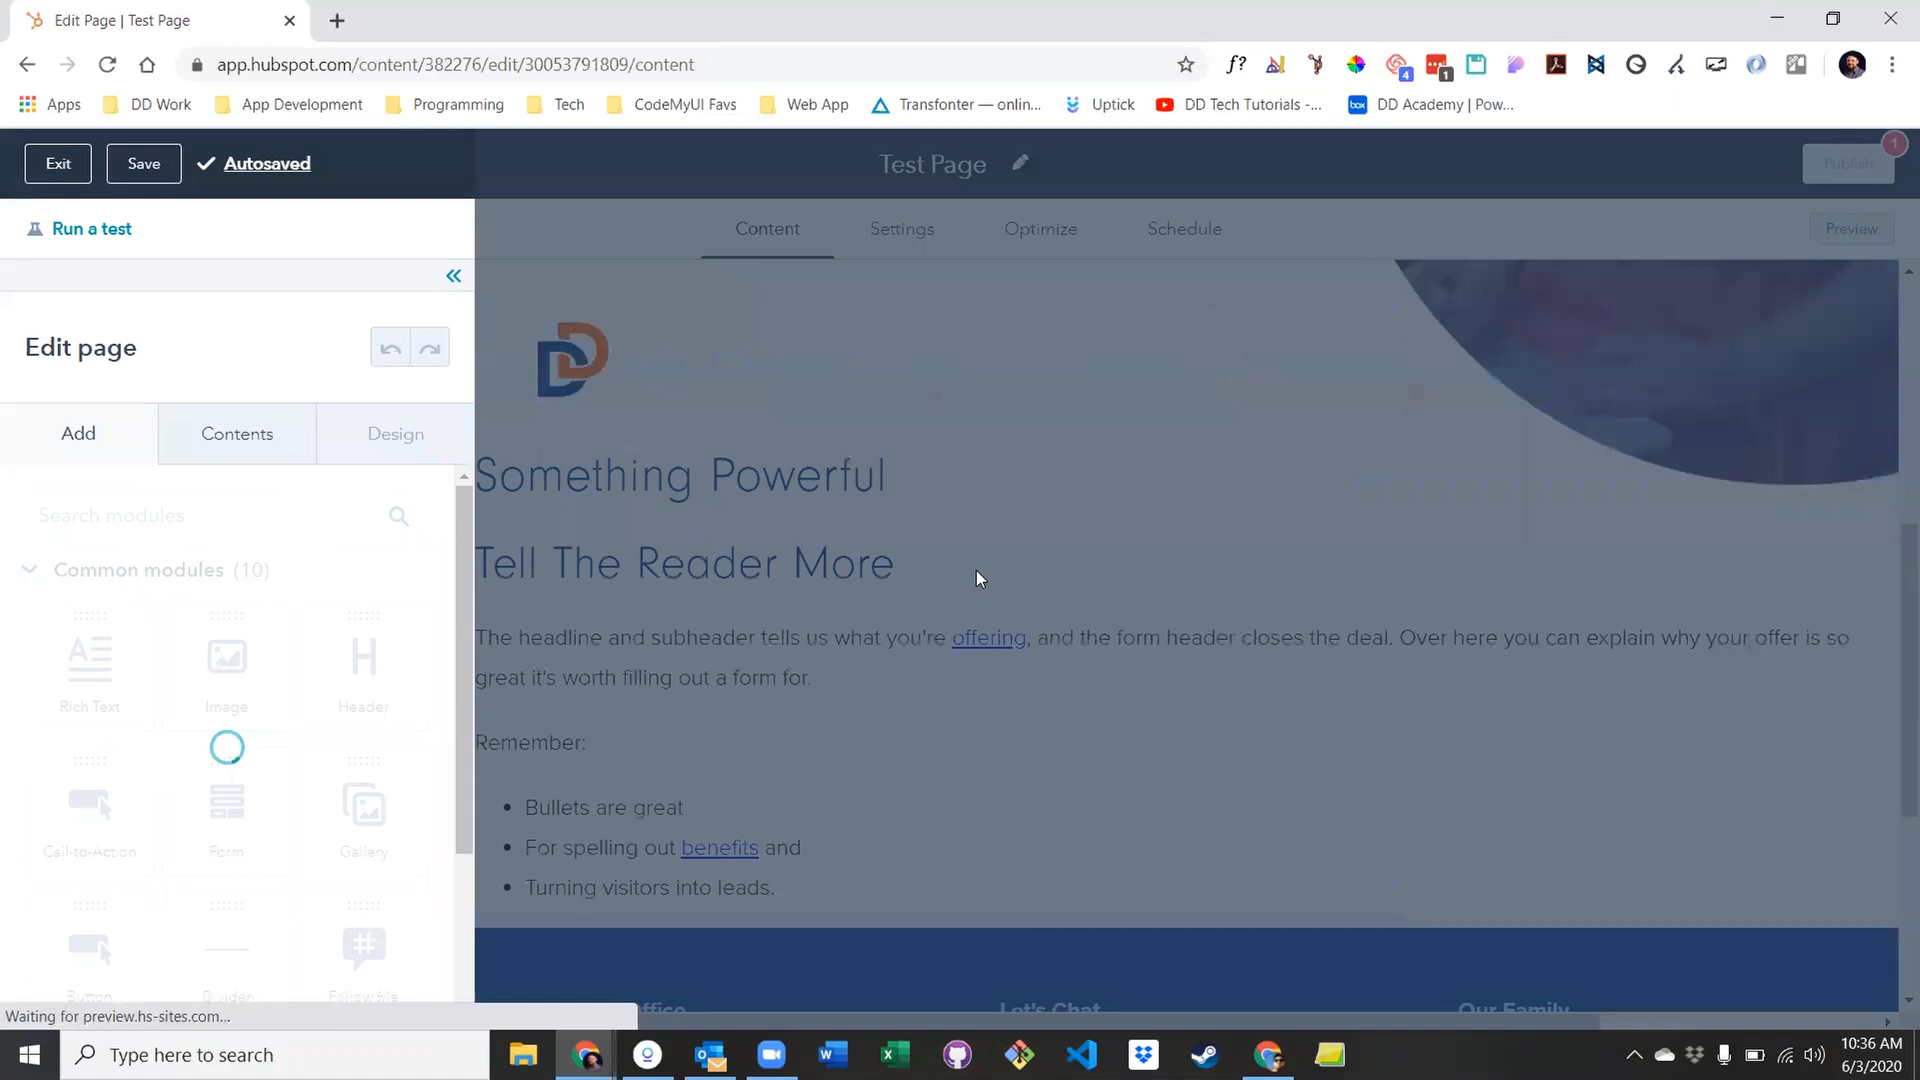 Edit Page | Test Page
app.hubspot.com/content/382276/edit/30053791809/content
4
1
Apps
DD Work
App Development
Programming
Tech
CodeMyUI Favs
Web App
Transfonter — onlin...
Uptick
DD Tech Tutorials -...
box
DD Academy | Pow...
Exit
Save
Autosaved
Test Page
Publish
1
Run a test
Content
Settings
Optimize
Schedule
Preview
Edit page
Add
Contents
Design
Search modules
Common modules (10)
Rich Text
Image
Header
Call-to-Action
Form
Gallery
Button
Divider
Follow Me
Something Powerful
Tell The Reader More
The headline and subheader tells us what you're offering, and the form header closes the deal. Over here you can explain why your offer is so
great it's worth filling out a form for.
Remember:
Bullets are great
For spelling out benefits and
Turning visitors into leads.
Let's Chat
Our Family
Waiting for preview.hs-sites.com...
Type here to search
10:36 AM
6/3/2020